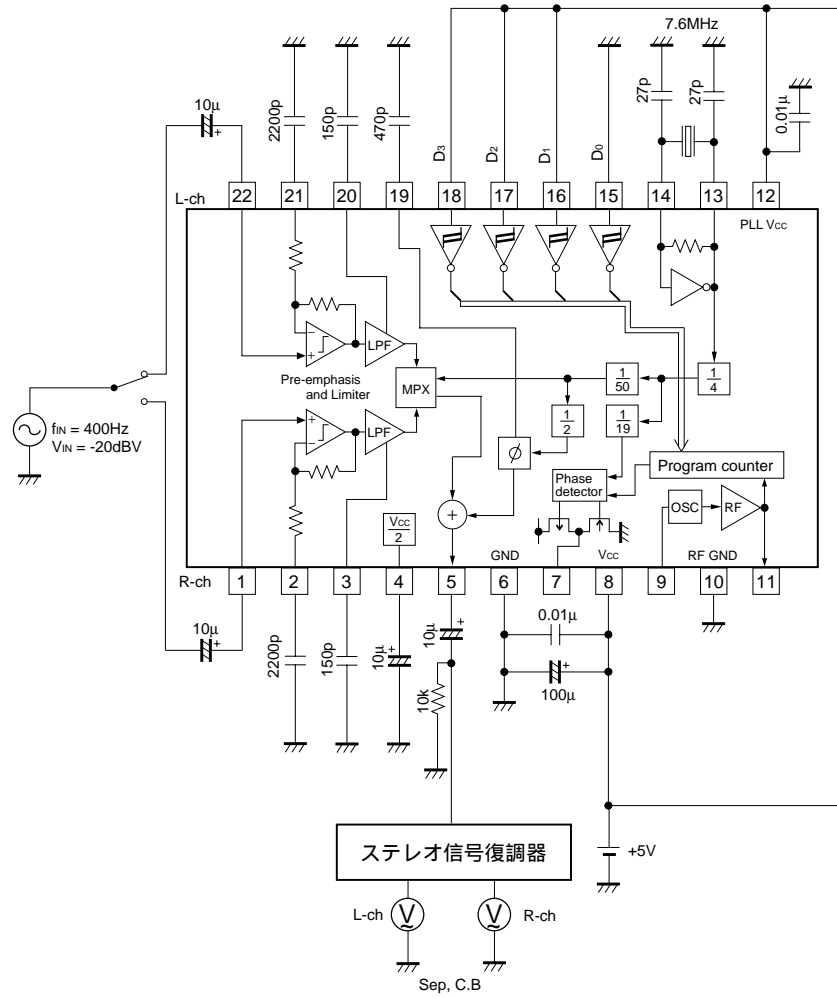 7.6MHz
10μ
+
2200p
150p
470p
D3
D2
D1
D0
27p
27p
0.01μ
L-ch
22
21
20
19
18
17
16
15
14
13
12
PLL VCC
−
+
LPF
Pre-emphasis
and Limiter
MPX
1/50
1/4
1/2
1/19
fIN = 400Hz
VIN = -20dBV
+
−
LPF
ϕ
Program counter
Phase
detector
OSC
RF
+
VCC/2
GND
VCC
RF GND
R-ch
1
2
3
4
5
6
7
8
9
10
11
10μ
+
2200p
150p
10μ
+
10μ
+
10k
0.01μ
+
100μ
ステレオ信号復調器
+5V
L-ch
V
V
R-ch
Sep, C.B